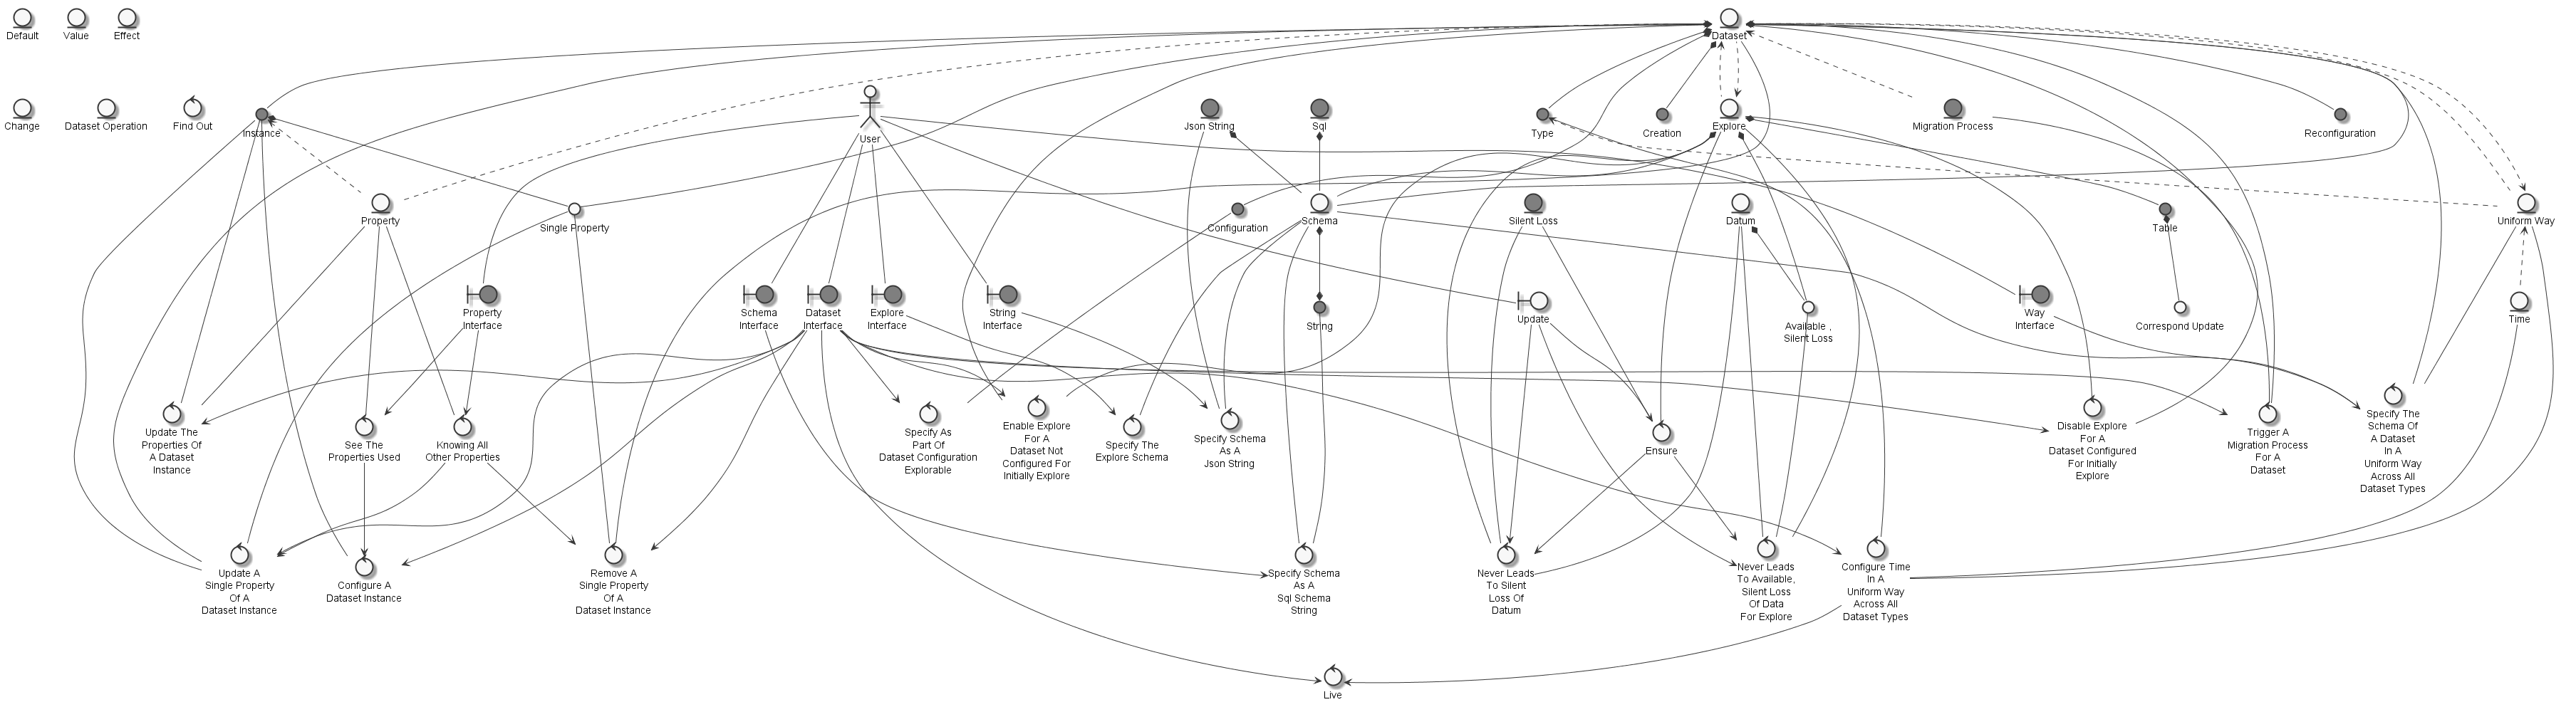 Default
Value
Effect
Dataset
Change
Dataset Operation
Find Out
Instance
User
Json String
Sql
Type
Creation
Explore
Migration Process
Reconfiguration
Property
Single Property
Configuration
Schema
Silent Loss
Datum
Table
Uniform Way
Property
Interface
Schema
Interface
Dataset
Interface
Explore
Interface
String
Interface
String
Update
Available ,
Silent Loss
Way
Interface
Correspond Update
Time
Update The
Properties Of
A Dataset
Instance
See The
Properties Used
Knowing All
Other Properties
Specify As
Part Of
Dataset Configuration
Explorable
Enable Explore
For A
Dataset Not
Configured For
Initially Explore
Specify The
Explore Schema
Specify Schema
As A
Json String
Ensure
Disable Explore
For A
Dataset Configured
For Initially
Explore
Trigger A
Migration Process
For A
Dataset
Specify The
Schema Of
A Dataset
In A
Uniform Way
Across All
Dataset Types
Update A
Single Property
Of A
Dataset Instance
Configure A
Dataset Instance
Remove A
Single Property
Of A
Dataset Instance
Specify Schema
As A
Sql Schema
String
Never Leads
To Silent
Loss Of
Datum
Never Leads
To Available,
Silent Loss
Of Data
For Explore
Configure Time
In A
Uniform Way
Across All
Dataset Types
Live